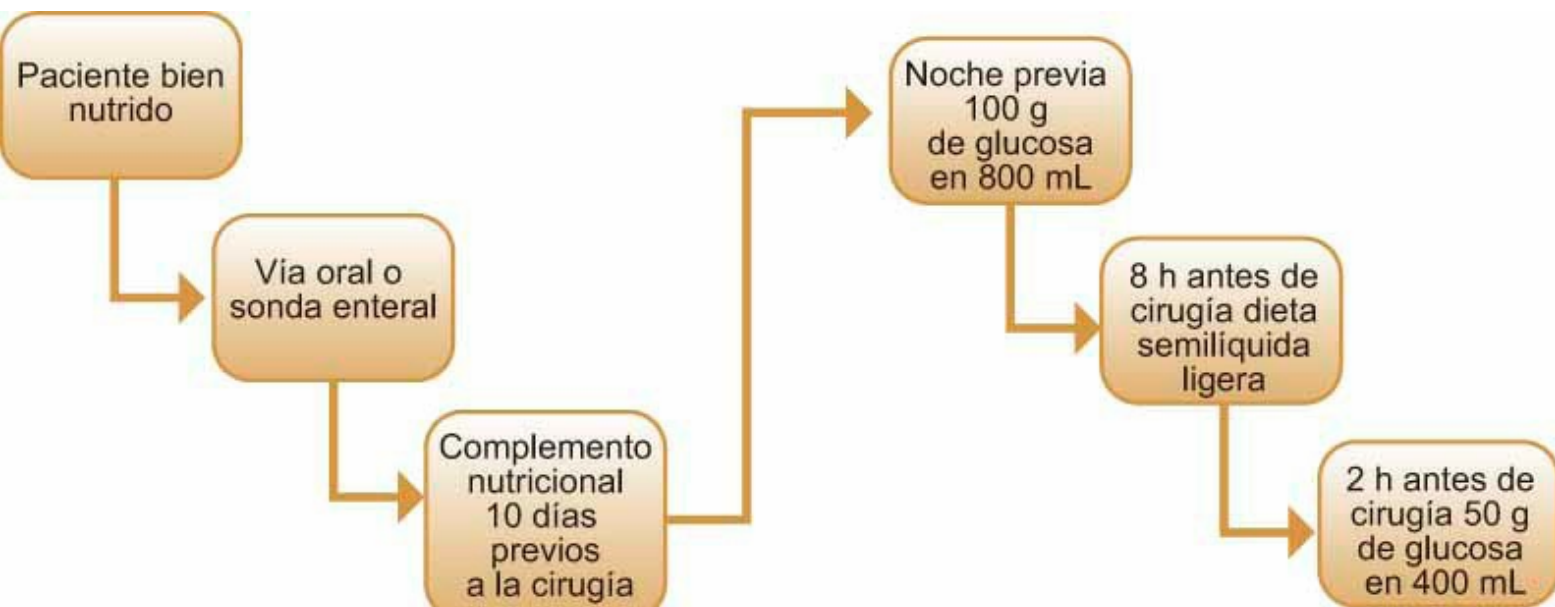 Paciente bien
nutrido
Vía oral o
sonda enteral
Complemento
nutricional
10 días
previos
a la cirugía
Noche previa
100 g
de glucosa
en 800 mL
8 h antes de
cirugía dieta
semilíquida
ligera
2 h antes de
cirugía 50 g
de glucosa
en 400 mL